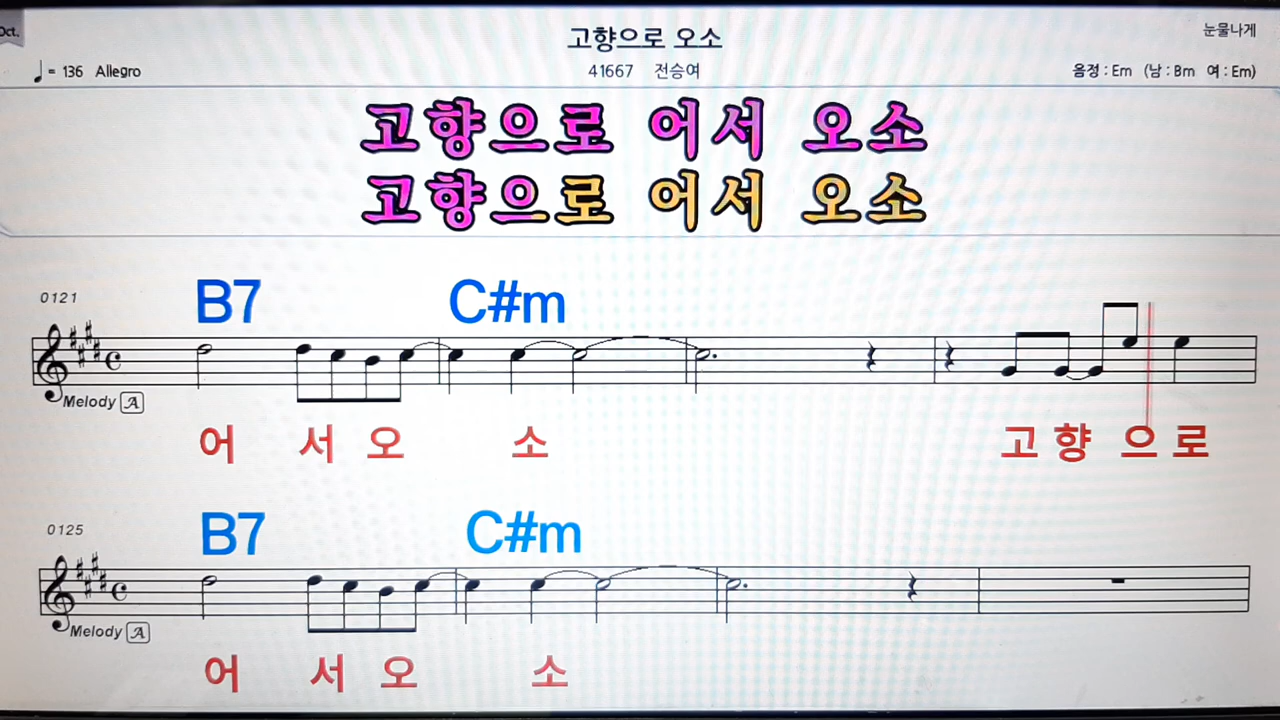 Oct.
고향으로 오소
눈물나게
♩= 136 Allegro
41667 전승여
음정 : Em (남 : Bm 여 : Em)
고향으로 어서 오소
고향으로 어서 오소
0121
B7 C#m
Melody A
어 서 오 소 고 향 으 로
0125
B7 C#m
Melody A
어 서 오 소